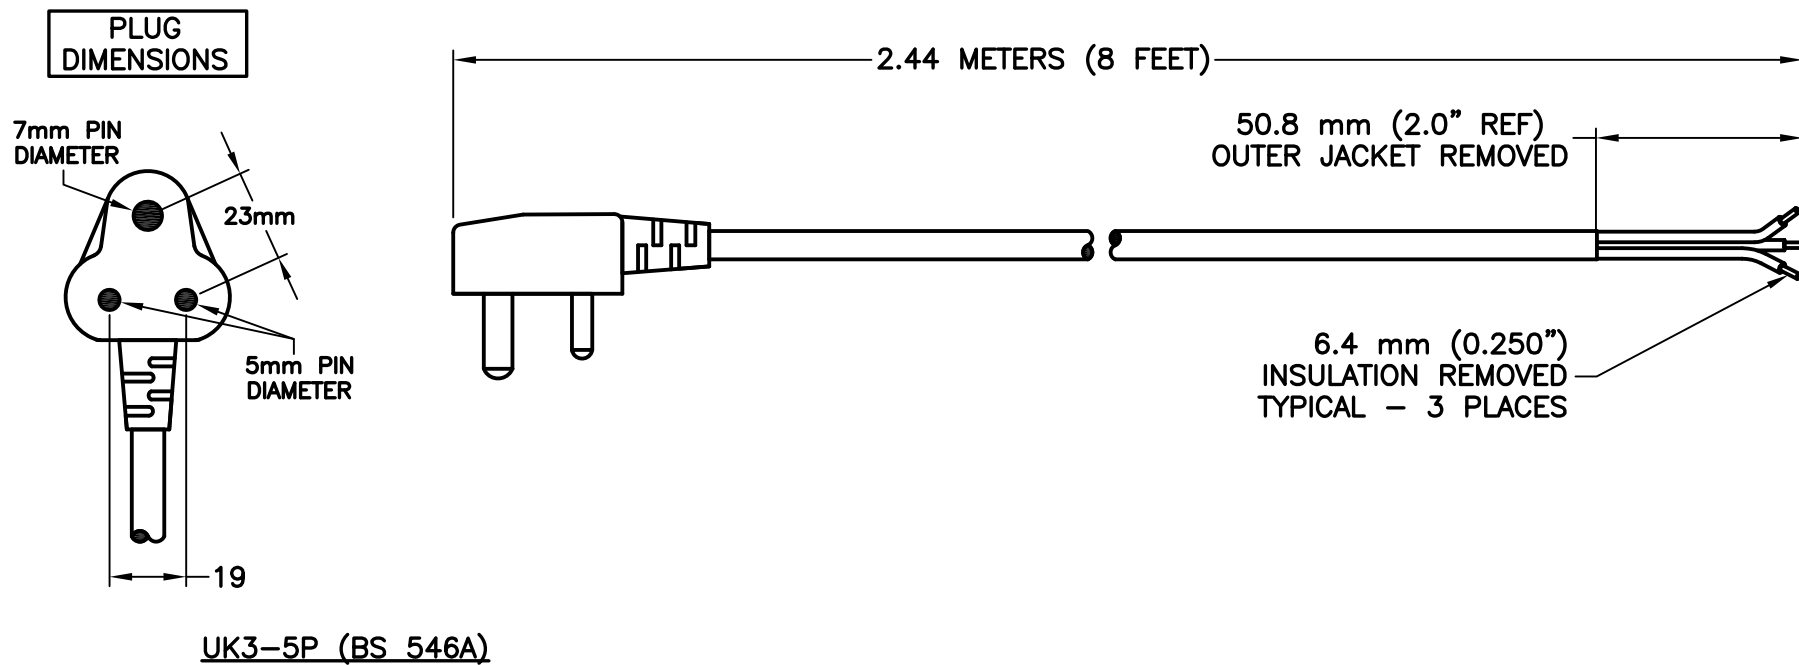 PLUG
DIMENSIONS
2.44 METERS (8 FEET)
7mm PIN
DIAMETER
50.8 mm (2.0” REF)
OUTER JACKET REMOVED
23mm
5mm PIN
DIAMETER
6.4 mm (0.250”)
INSULATION REMOVED
TYPICAL – 3 PLACES
19
UK3–5P (BS 546A)